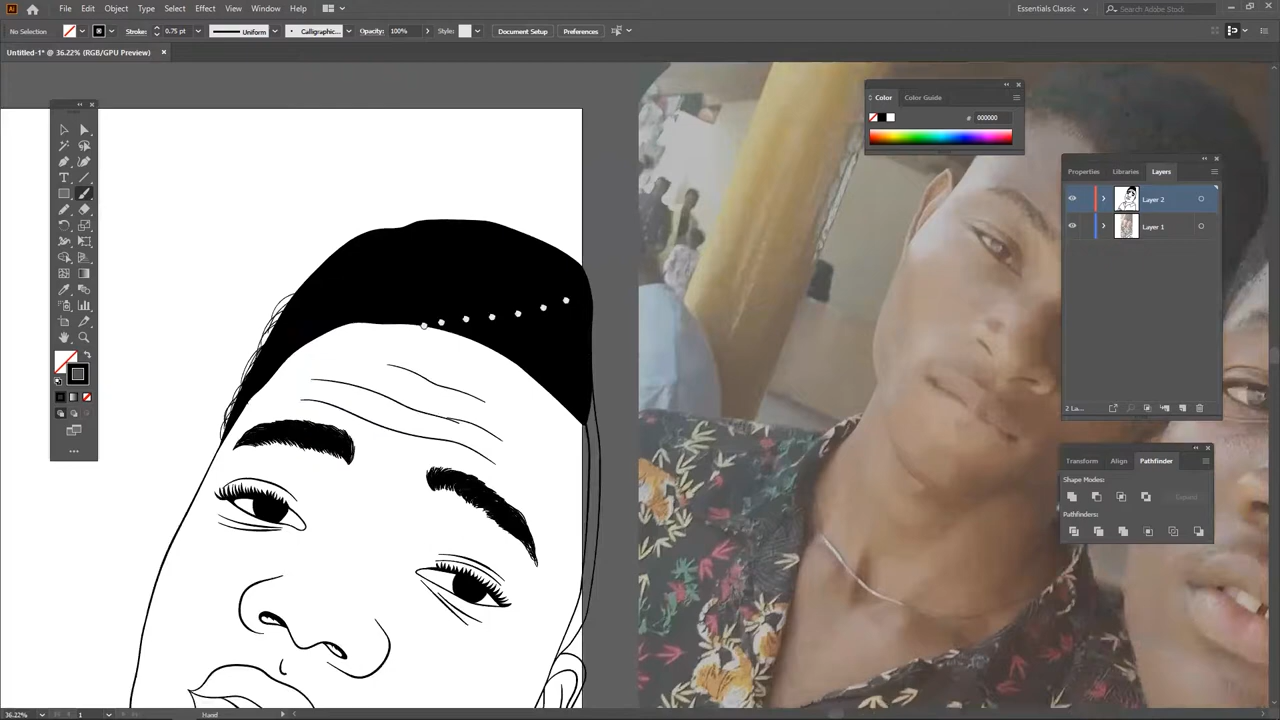 Ai File Edit Object Type Select Effect View Window Help Essentials Classic Search Adobe Stock
No Selection Stroke: 0.75 pt Uniform Calligraphic... Opacity: 100% Style: Document Setup Preferences
Untitled-1* @ 36.22% (RGB/GPU Preview)
Color Color Guide
# 000000
Properties Libraries Layers
Layer 2
Layer 1
2 La...
Transform Align Pathfinder
Shape Modes:
Expand
Pathfinders:
36.22% 1 Hand